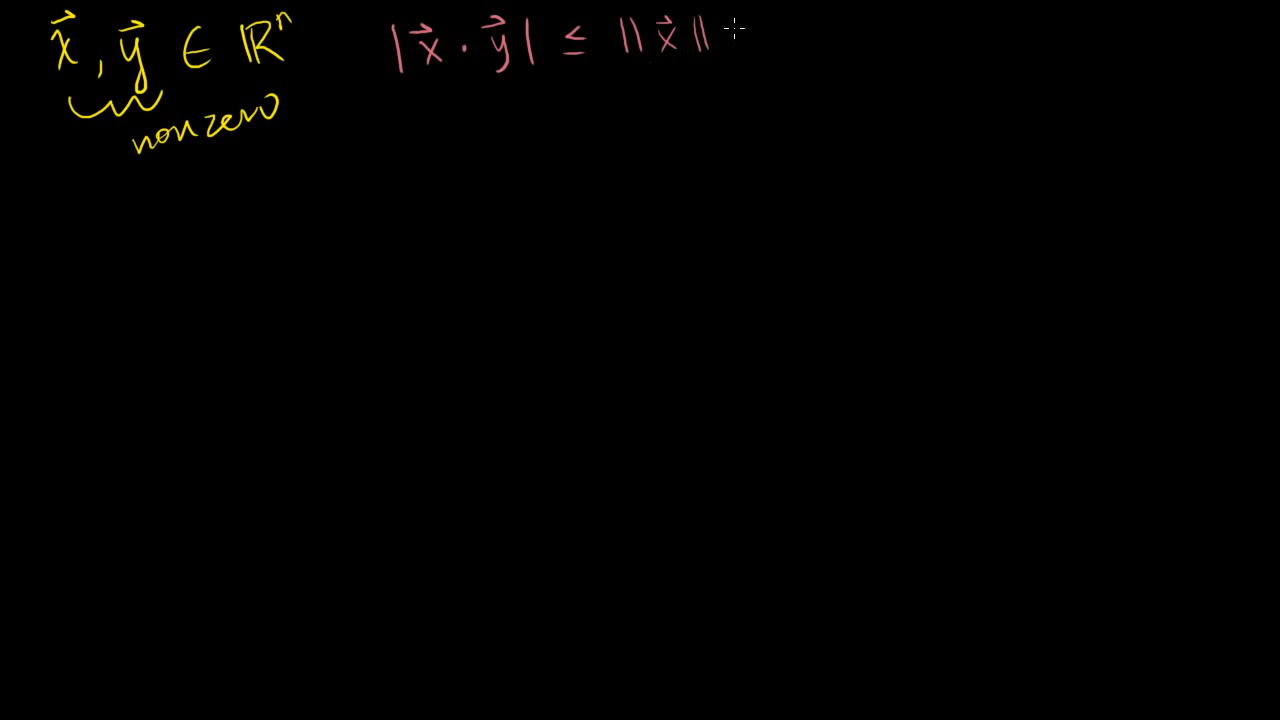 x⃗, y⃗ ∈ ℝⁿ |x⃗ · y⃗| ≤ ||x⃗||
nonzero